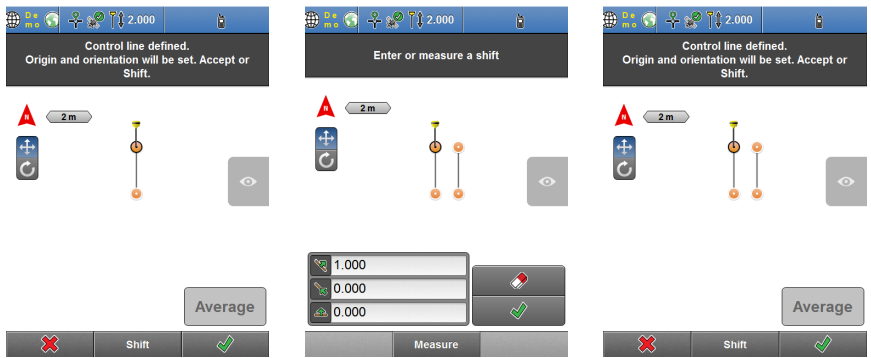 De
mo
2.000
Control line defined.
Origin and orientation will be set. Accept or
Shift.
N
2 m
Average
Shift
De
mo
2.000
Enter or measure a shift
N
2 m
1.000
0.000
0.000
Measure
De
mo
2.000
Control line defined.
Origin and orientation will be set. Accept or
Shift.
N
2 m
Average
Shift